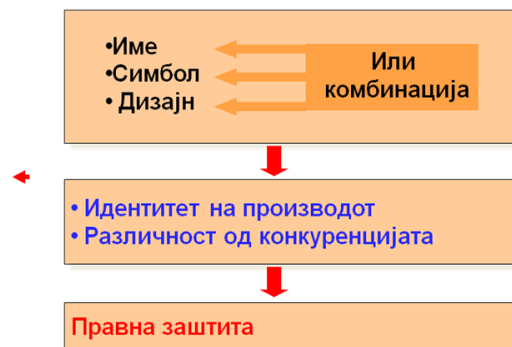 •Име
•Симбол
• Дизајн
Или
комбинација
• Идентитет на производот
• Различност од конкуренцијата
Правна заштита